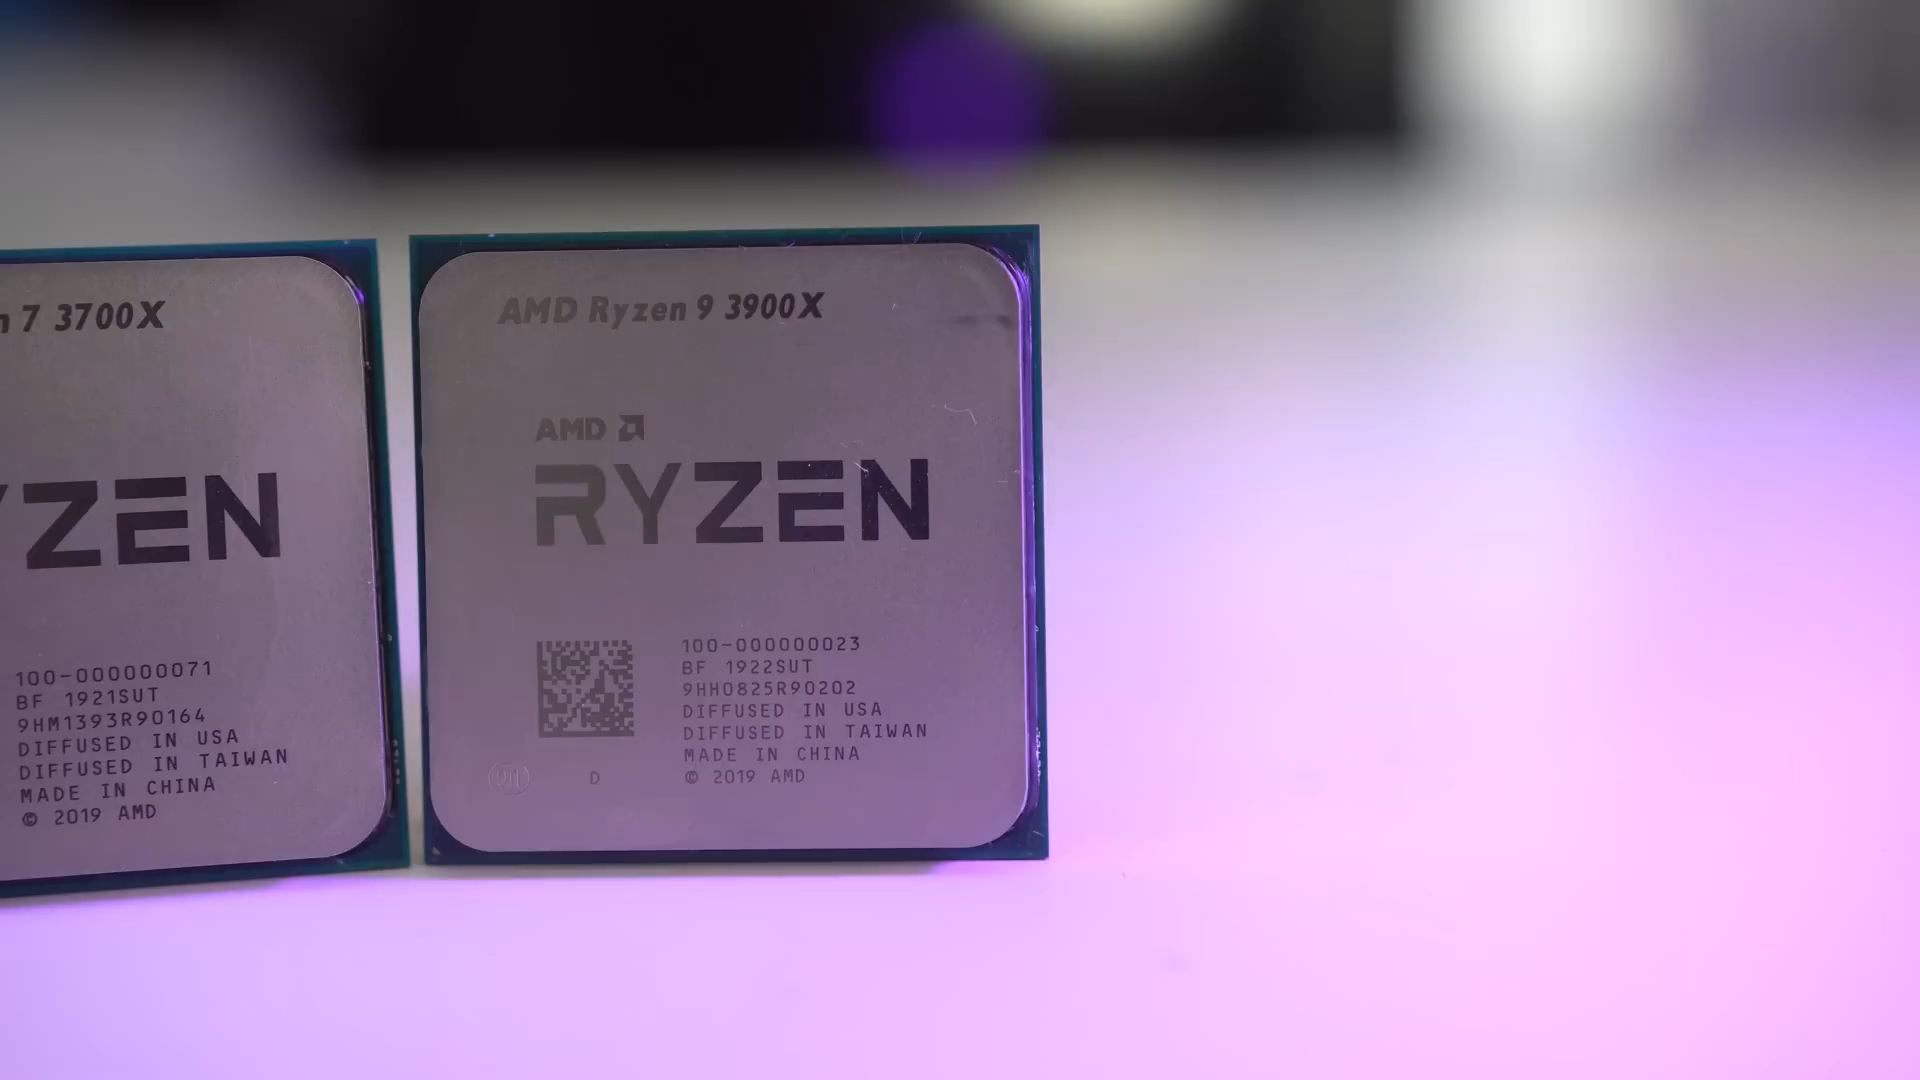 n 7 3700X
YZEN
100-000000071
BF 1921SUT
9HM1393R90164
DIFFUSED IN USA
DIFFUSED IN TAIWAN
MADE IN CHINA
© 2019 AMD
AMD Ryzen 9 3900X
AMD
RYZEN
100-000000023
BF 1922SUT
9HH0825R90202
DIFFUSED IN USA
DIFFUSED IN TAIWAN
MADE IN CHINA
© 2019 AMD
D